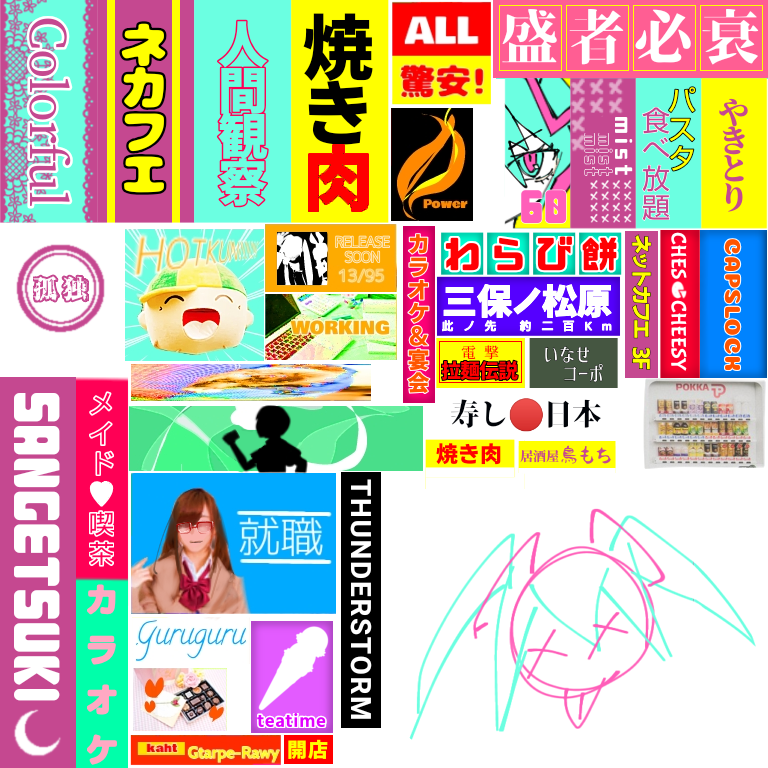 Colorful
ネカフェ
人間観察
焼き肉
ALL
驚安!
盛者必衰
Power
60
mist
mist
mist
パスタ
食べ放題
やきとり
孤独
HOTKUN!!!!!
RELEASE
SOON
13/95
WORKING
カラオケ&宴会
わらび餅
三保ノ松原
此ノ先 約二百Km
電撃
拉麺伝説
いなせ
コーポ
ネットカフェ 3F
CHES CHEESY
CAPSLOCK
寿し 日本
焼き肉
居酒屋 鳥もち
POKKA
SANGETSUKI
メイド♥喫茶
カラオケ
就職
THUNDERSTORM
Guruguru
teatime
kaht
Gtarpe-Rawy
開店